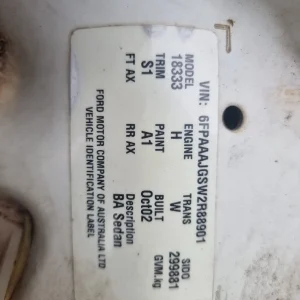 VIN: 6FPAAAJGSW2R88901
MODEL ENGINE TRANS SIDO
18333 H W 299881
TRIM PAINT BUILT GVM.kg
S1 A1 Oct02
FT AX RR AX Description
BA Sedan
FORD MOTOR COMPANY OF AUSTRALIA LTD
VEHICLE IDENTIFICATION LABEL